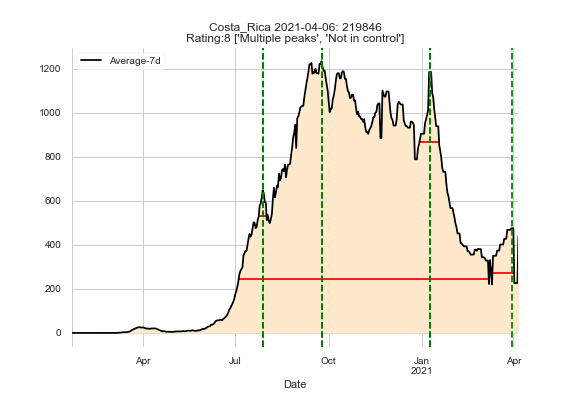 Costa_Rica 2021-04-06: 219846
Rating:8 ['Multiple peaks', 'Not in control']
Average-7d
1200
1000
800
600
400
200
0
Apr
Jul
Oct
Jan
2021
Apr
Date